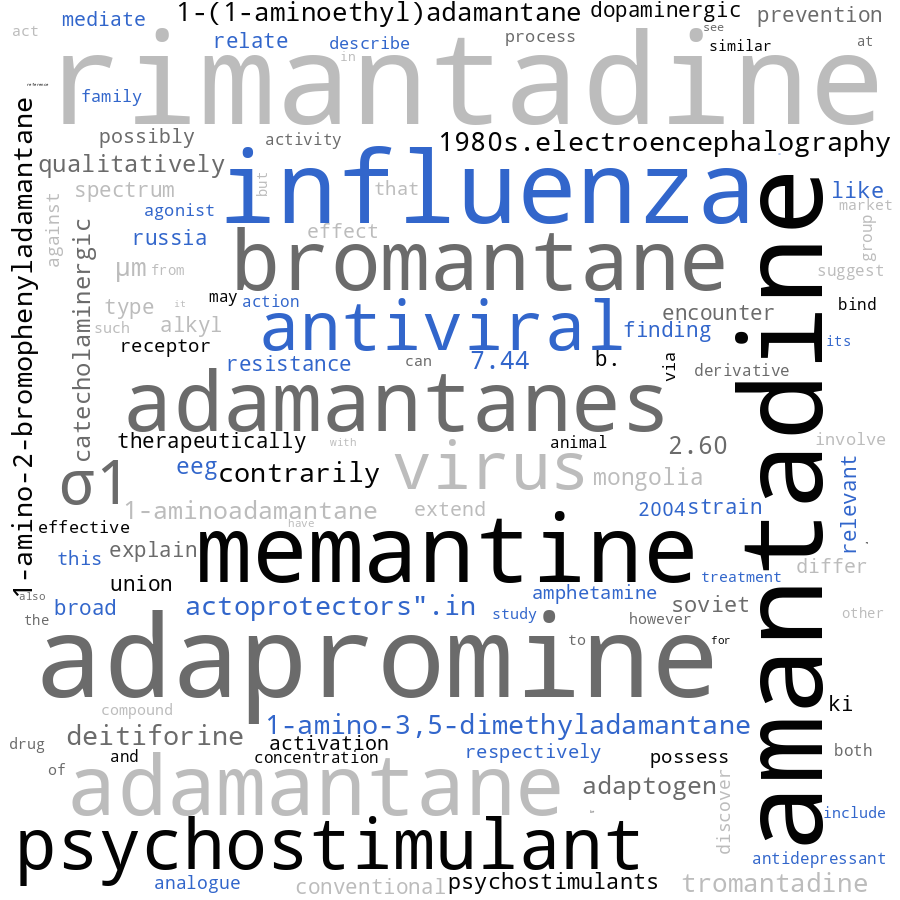 mediate
1-(1-aminoethyl)adamantane
dopaminergic
prevention
act
relate
describe
process
see
similar
at
in
rimantadine
family
possibly
activity
1980s.electroencephalography
qualitatively
influenza
but
that
like
spectrum
agonist
market
against
russia
effect
group
catecholaminergic
bromantane
µm
from
suggest
1-amino-2-bromophenyladamantane
type
it
may
action
antiviral
encounter
bind
such
alkyl
finding
its
receptor
resistance
can
7.44
b.
via
derivative
amantadine
adamantanes
therapeutically
with
animal
2.60
involve
σ1
eeg
contrarily
virus
mongolia
relevant
1-aminoadamantane
extend
2004
strain
effective
have
memantine
this
explain
differ
union
treatment
also
broad
actoprotectors".in
amphetamine
study
soviet
other
the
however
adapromine
to
for
compound
ki
deitiforine
1-amino-3,5-dimethyladamantane
drug
activation
and
concentration
respectively
possess
both
of
adamantane
adaptogen
discover
include
psychostimulant
antidepressant
analogue
conventional
psychostimulants
tromantadine